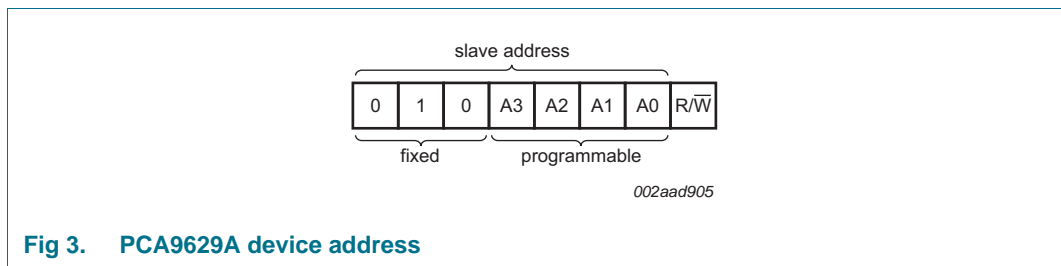 slave address
0 1 0 A3 A2 A1 A0 R/W̅
fixed programmable
002aad905
Fig 3. PCA9629A device address